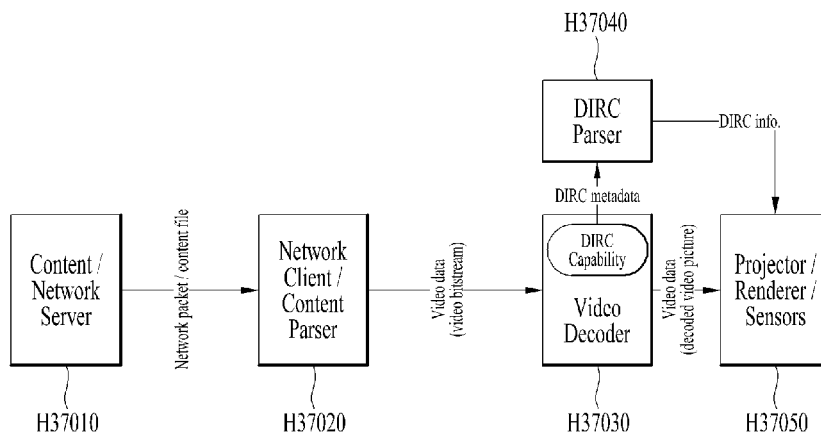 H37040
DIRC
Parser
DIRC info.
DIRC metadata
Content /
Network
Server
Network packet / content file
Network
Client /
Content
Parser
Video data
(video bitstream)
DIRC
Capability
Video
Decoder
Video data
(decoded video picture)
Projector /
Renderer /
Sensors
H37010
H37020
H37030
H37050